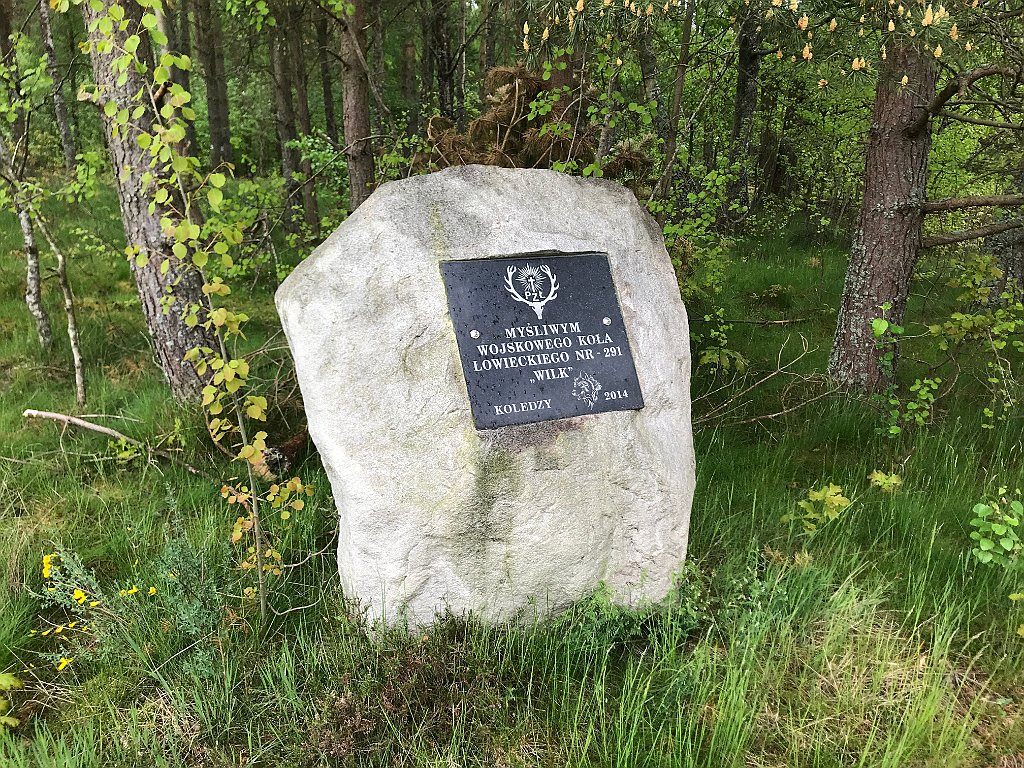 PZŁ
MYŚLIWYM
WOJSKOWEGO KOŁA
ŁOWIECKIEGO NR - 291
„WILK”
KOLEDZY 2014